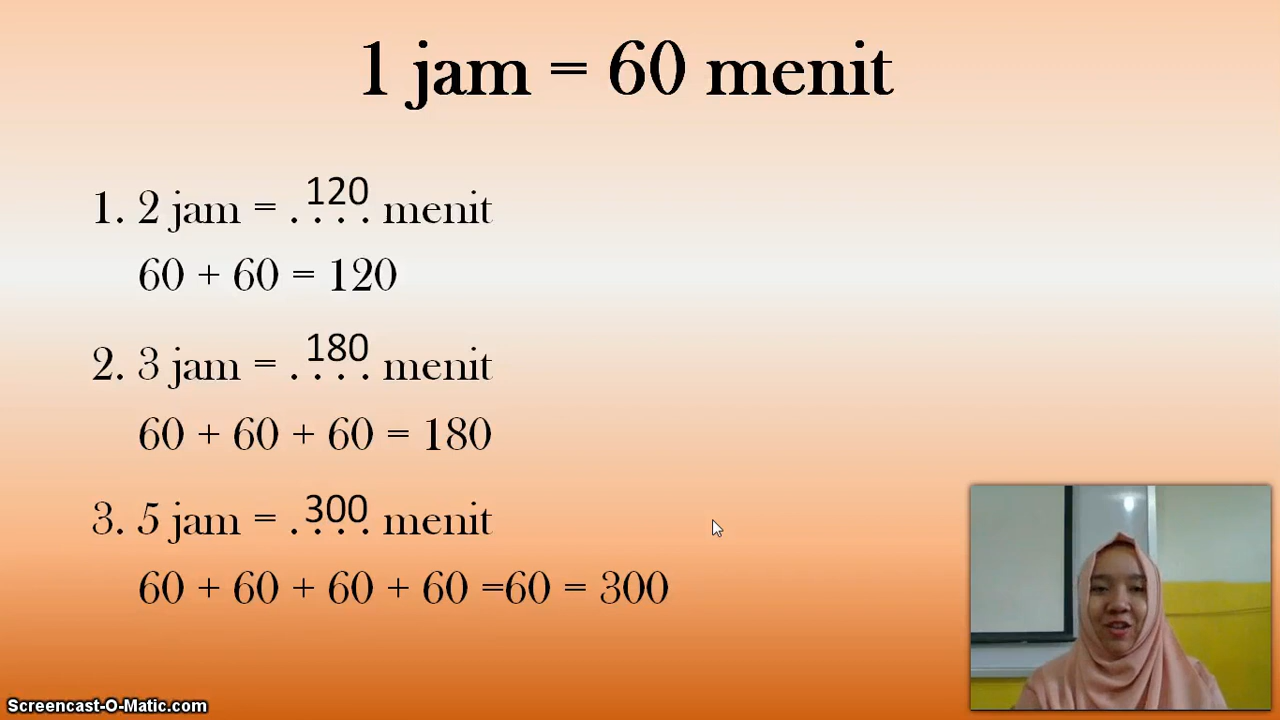 1 jam = 60 menit
1. 2 jam = .120... menit
60 + 60 = 120
2. 3 jam = .180... menit
60 + 60 + 60 = 180
3. 5 jam = .300... menit
60 + 60 + 60 + 60 =60 = 300
Screencast-O-Matic.com